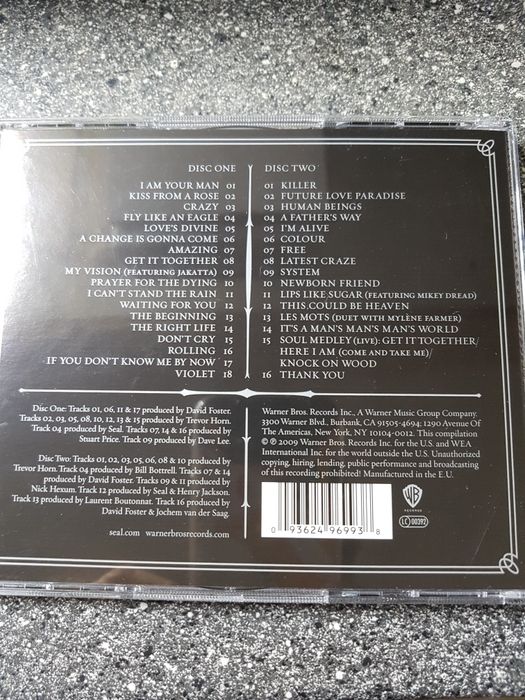 DISC ONE
I AM YOUR MAN 01
KISS FROM A ROSE 02
CRAZY 03
FLY LIKE AN EAGLE 04
LOVE'S DIVINE 05
A CHANGE IS GONNA COME 06
AMAZING 07
GET IT TOGETHER 08
MY VISION (FEATURING JAKATTA) 09
PRAYER FOR THE DYING 10
I CAN'T STAND THE RAIN 11
WAITING FOR YOU 12
THE BEGINNING 13
THE RIGHT LIFE 14
DON'T CRY 15
ROLLING 16
IF YOU DON'T KNOW ME BY NOW 17
VIOLET 18
DISC TWO
01 KILLER
02 FUTURE LOVE PARADISE
03 HUMAN BEINGS
04 A FATHER'S WAY
05 I'M ALIVE
06 COLOUR
07 FREE
08 LATEST CRAZE
09 SYSTEM
10 NEWBORN FRIEND
11 LIPS LIKE SUGAR (FEATURING MIKEY DREAD)
12 THIS COULD BE HEAVEN
13 LES MOTS (DUET WITH MYLÈNE FARMER)
14 IT'S A MAN'S MAN'S MAN'S WORLD
15 SOUL MEDLEY (LIVE): GET IT TOGETHER/
HERE I AM (COME AND TAKE ME)/
KNOCK ON WOOD
16 THANK YOU
Disc One: Tracks 01, 06, 11 & 17 produced by David Foster.
Tracks 02, 03, 05, 08, 10, 12, 13 & 15 produced by Trevor Horn.
Track 04 produced by Seal. Tracks 07, 14 & 16 produced by
Stuart Price. Track 09 produced by Dave Lee.
Disc Two: Tracks 01, 02, 03, 05, 06, 08 & 10 produced by
Trevor Horn. Track 04 produced by Bill Bottrell. Tracks 07 & 14
produced by David Foster. Tracks 09 & 11 produced by
Nick Hexum. Track 12 produced by Seal & Henry Jackson.
Track 13 produced by Laurent Boutonnat. Track 16 produced by
David Foster & Jochem van der Saag.
seal.com warnerbrosrecords.com
Warner Bros. Records Inc., A Warner Music Group Company.
3300 Warner Blvd., Burbank, CA 91505-4694; 1290 Avenue Of
The Americas, New York, NY 10104-0012. This compilation
© ℗ 2009 Warner Bros. Records Inc. for the U.S. and WEA
International Inc. for the world outside the U.S. Unauthorized
copying, hiring, lending, public performance and broadcasting
of this recording prohibited! Manufactured in the E.U.
0 93624 96993 8
WB
RECORDS
LC 00392